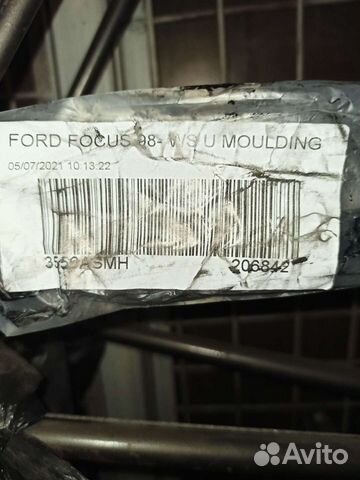 FORD FOCUS 98- WS U MOULDING
05/07/2021 10:13:22
206842
Avito